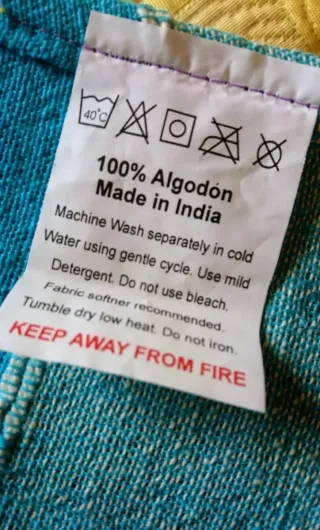 40°C
100% Algodón
Made in India
Machine Wash separately in cold
Water using gentle cycle. Use mild
Detergent. Do not use bleach.
Fabric softner recommended.
Tumble dry low heat. Do not iron.
KEEP AWAY FROM FIRE